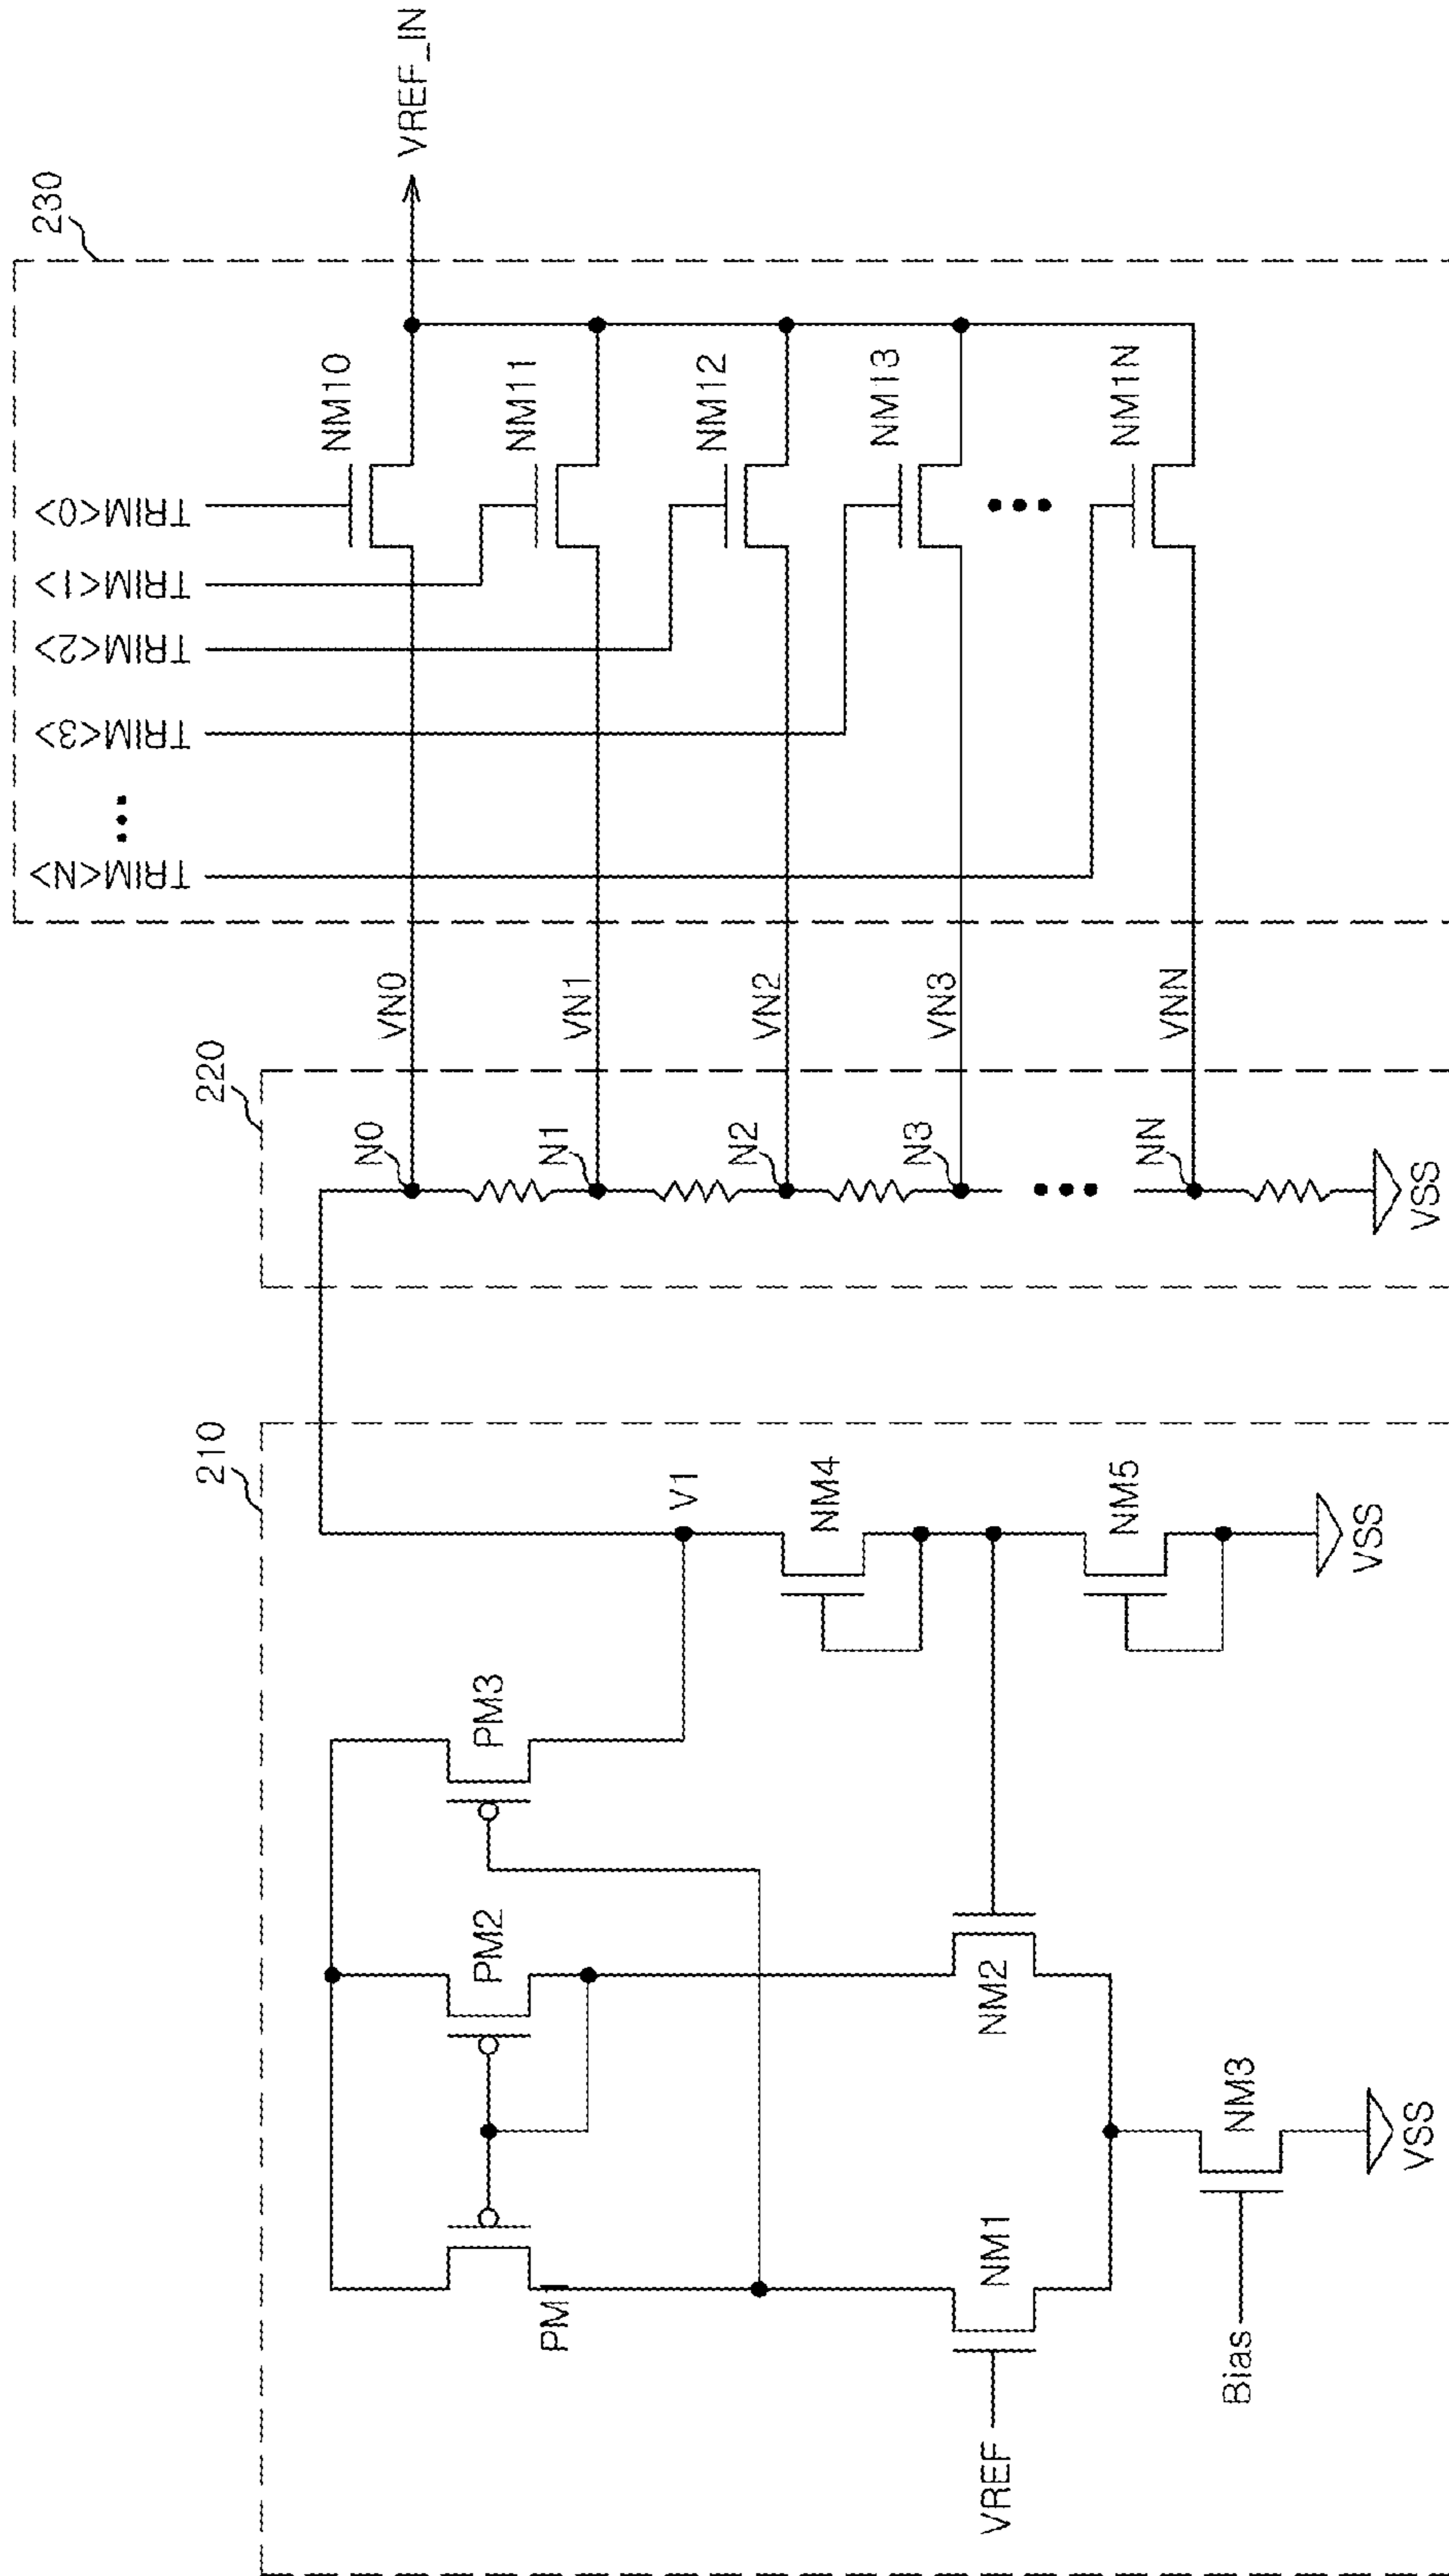 210
220
230
VREF
Bias
PM1
PM2
PM3
NM1
NM2
NM3
VSS
V1
NM4
NM5
VSS
N0
N1
N2
N3
NN
VSS
VN0
VN1
VN2
VN3
VNN
TRIM<N>
TRIM<3>
TRIM<2>
TRIM<1>
TRIM<0>
NM10
NM11
NM12
NM13
NM1N
VREF_IN